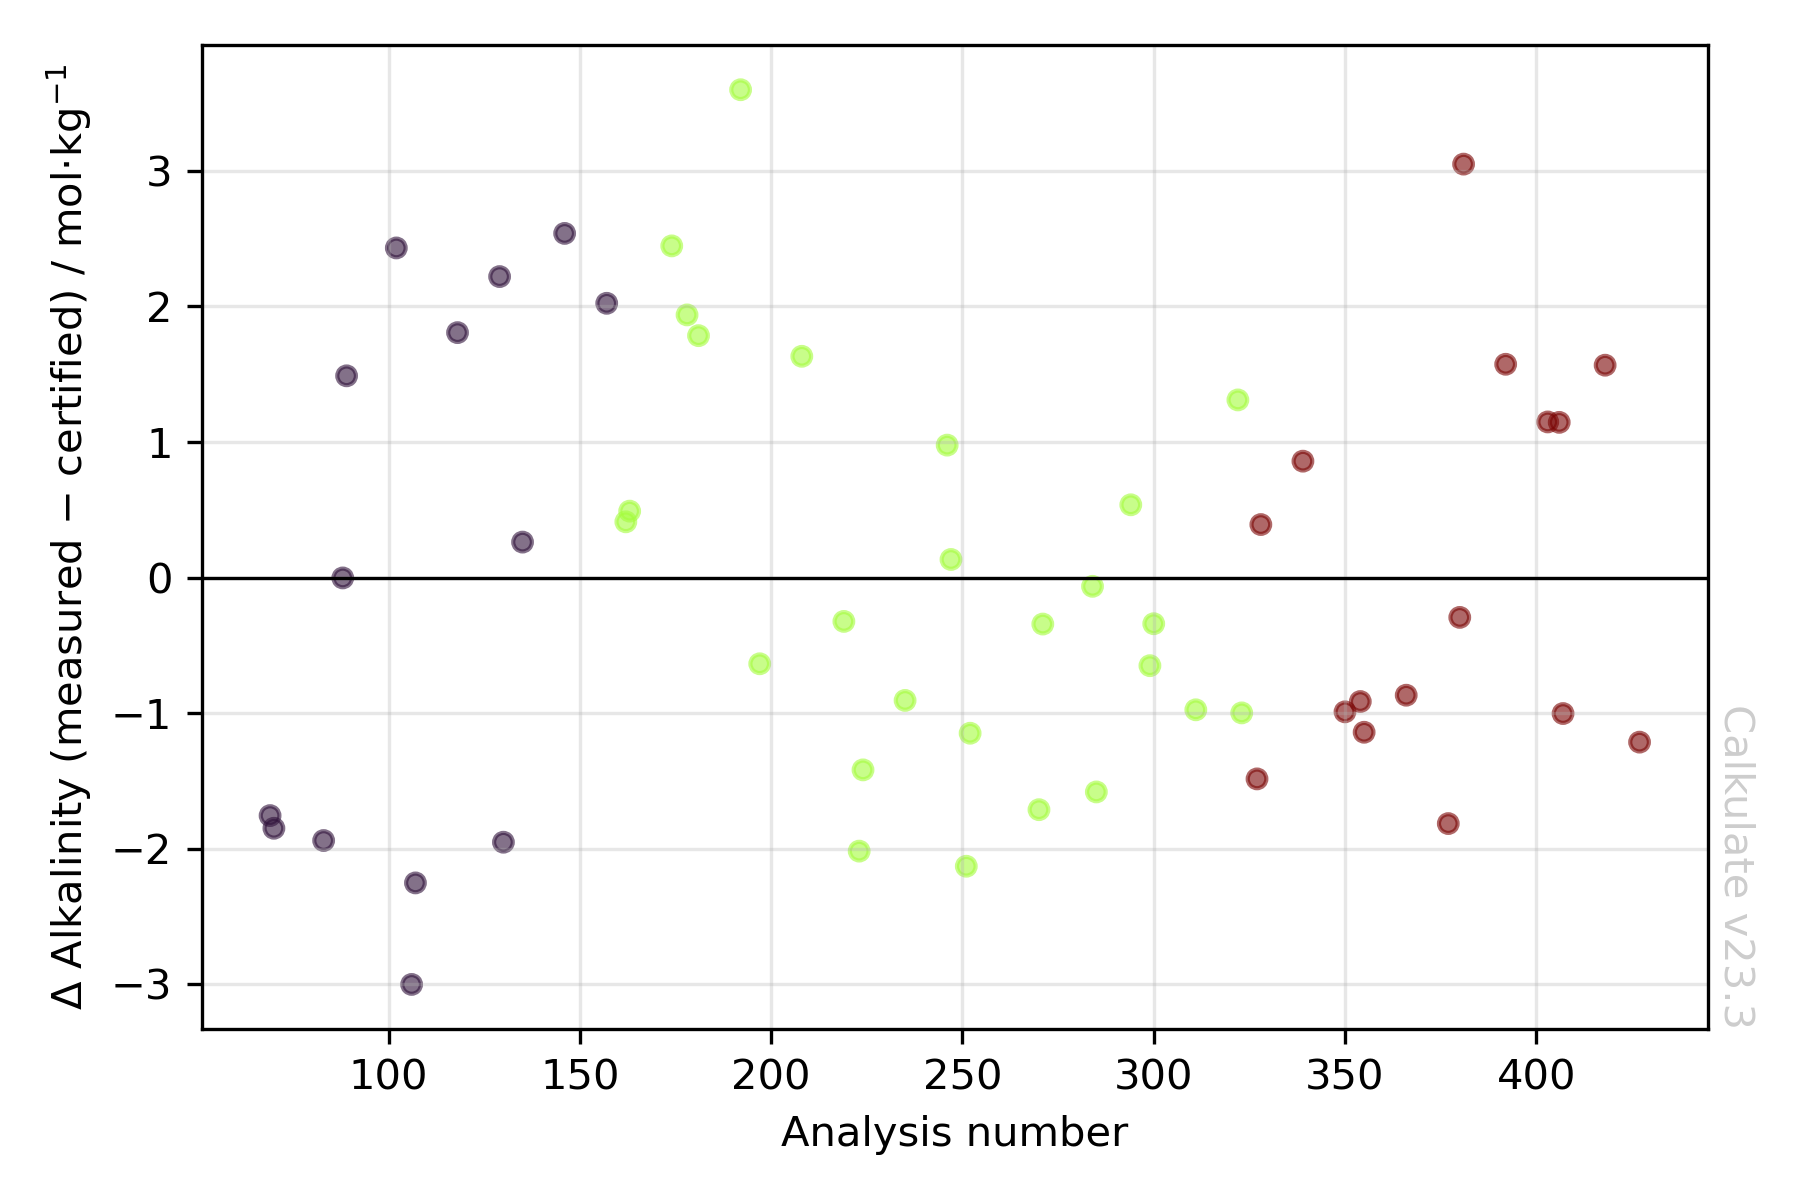 Δ Alkalinity (measured − certified) / mol·kg⁻¹
3
2
1
0
−1
−2
−3
100 150 200 250 300 350 400
Analysis number
Calkulate v23.3